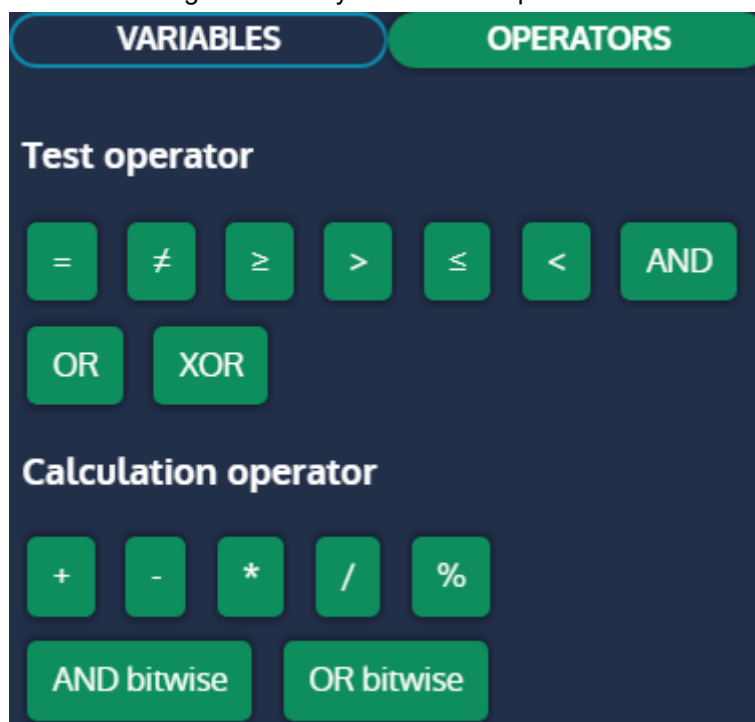 VARIABLES OPERATORS
Test operator
= ≠ ≥ > ≤ < AND
OR XOR
Calculation operator
+ - * / %
AND bitwise OR bitwise